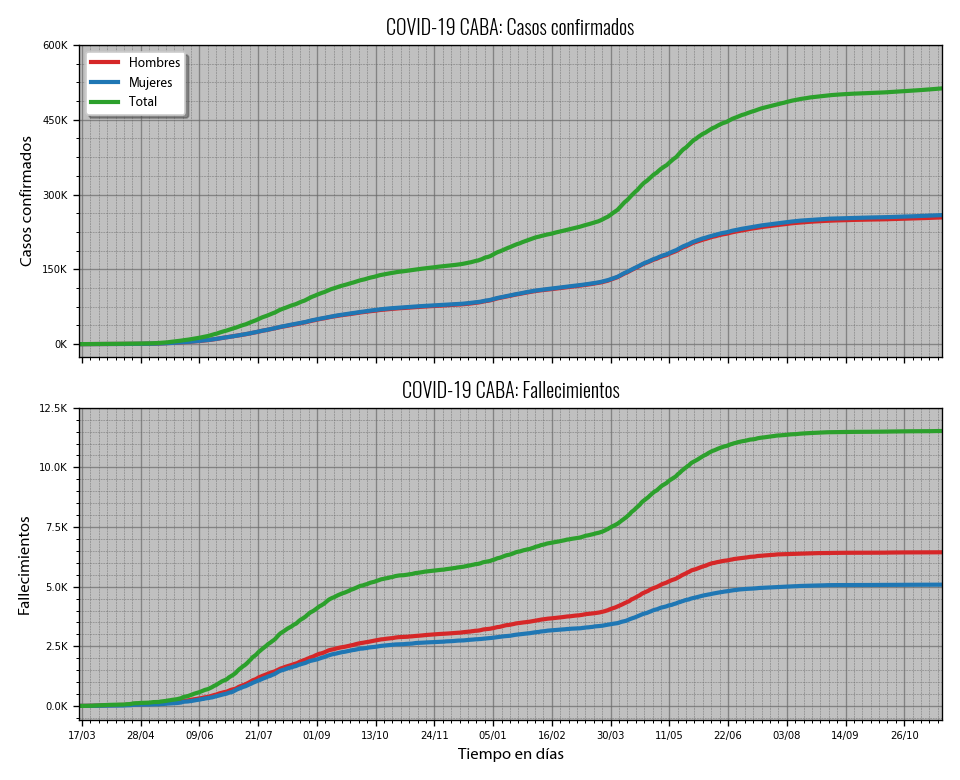 COVID-19 CABA: Casos confirmados
600K
450K
300K
150K
0K
Casos confirmados
Hombres
Mujeres
Total
COVID-19 CABA: Fallecimientos
12.5K
10.0K
7.5K
5.0K
2.5K
0.0K
Fallecimientos
17/03 28/04 09/06 21/07 01/09 13/10 24/11 05/01 16/02 30/03 11/05 22/06 03/08 14/09 26/10
Tiempo en días